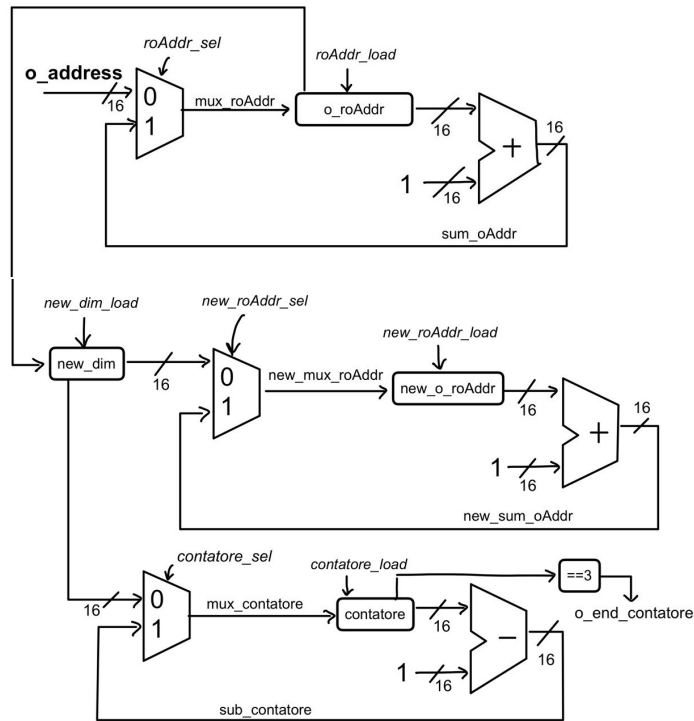 roAddr_sel
roAddr_load
o_address
16
0
1
mux_roAddr
o_roAddr
16
+
16
1
16
sum_oAddr
new_dim_load
new_roAddr_sel
new_roAddr_load
new_dim
16
0
1
new_mux_roAddr
new_o_roAddr
16
+
16
1
16
new_sum_oAddr
contatore_sel
contatore_load
16
0
1
mux_contatore
contatore
==3
o_end_contatore
16
−
16
1
16
sub_contatore